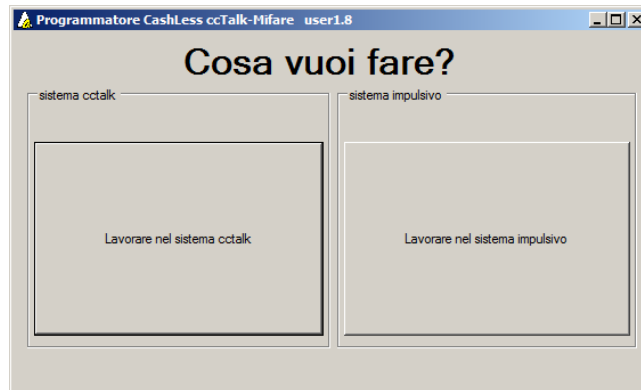 Programmatore CashLess ccTalk-Mifare user1.8
Cosa vuoi fare?
sistema cctalk
Lavorare nel sistema cctalk
sistema impulsivo
Lavorare nel sistema impulsivo